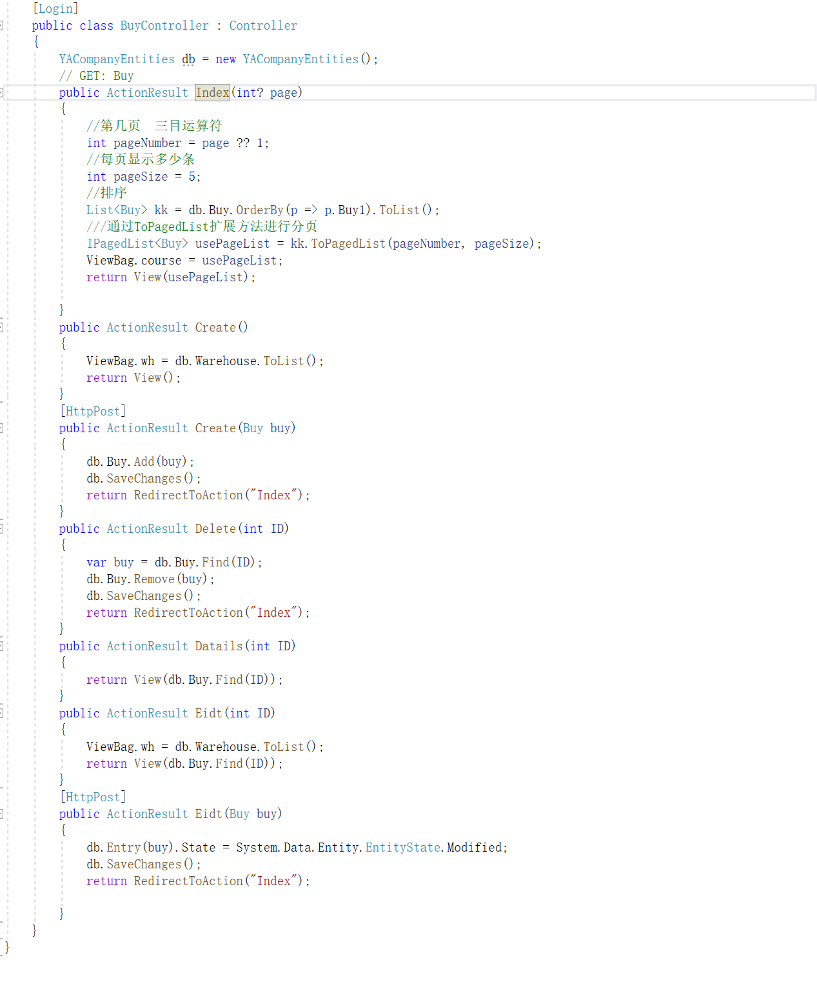 [Login]
public class BuyController : Controller
{
YACompanyEntities db = new YACompanyEntities();
// GET: Buy
public ActionResult Index(int? page)
{
//第几页  三目运算符
int pageNumber = page ?? 1;
//每页显示多少条
int pageSize = 5;
//排序
List<Buy> kk = db.Buy.OrderBy(p => p.Buy1).ToList();
///通过ToPagedList扩展方法进行分页
IPagedList<Buy> usePageList = kk.ToPagedList(pageNumber, pageSize);
ViewBag.course = usePageList;
return View(usePageList);
}
public ActionResult Create()
{
ViewBag.wh = db.Warehouse.ToList();
return View();
}
[HttpPost]
public ActionResult Create(Buy buy)
{
db.Buy.Add(buy);
db.SaveChanges();
return RedirectToAction("Index");
}
public ActionResult Delete(int ID)
{
var buy = db.Buy.Find(ID);
db.Buy.Remove(buy);
db.SaveChanges();
return RedirectToAction("Index");
}
public ActionResult Datails(int ID)
{
return View(db.Buy.Find(ID));
}
public ActionResult Eidt(int ID)
{
ViewBag.wh = db.Warehouse.ToList();
return View(db.Buy.Find(ID));
}
[HttpPost]
public ActionResult Eidt(Buy buy)
{
db.Entry(buy).State = System.Data.Entity.EntityState.Modified;
db.SaveChanges();
return RedirectToAction("Index");
}
}
}